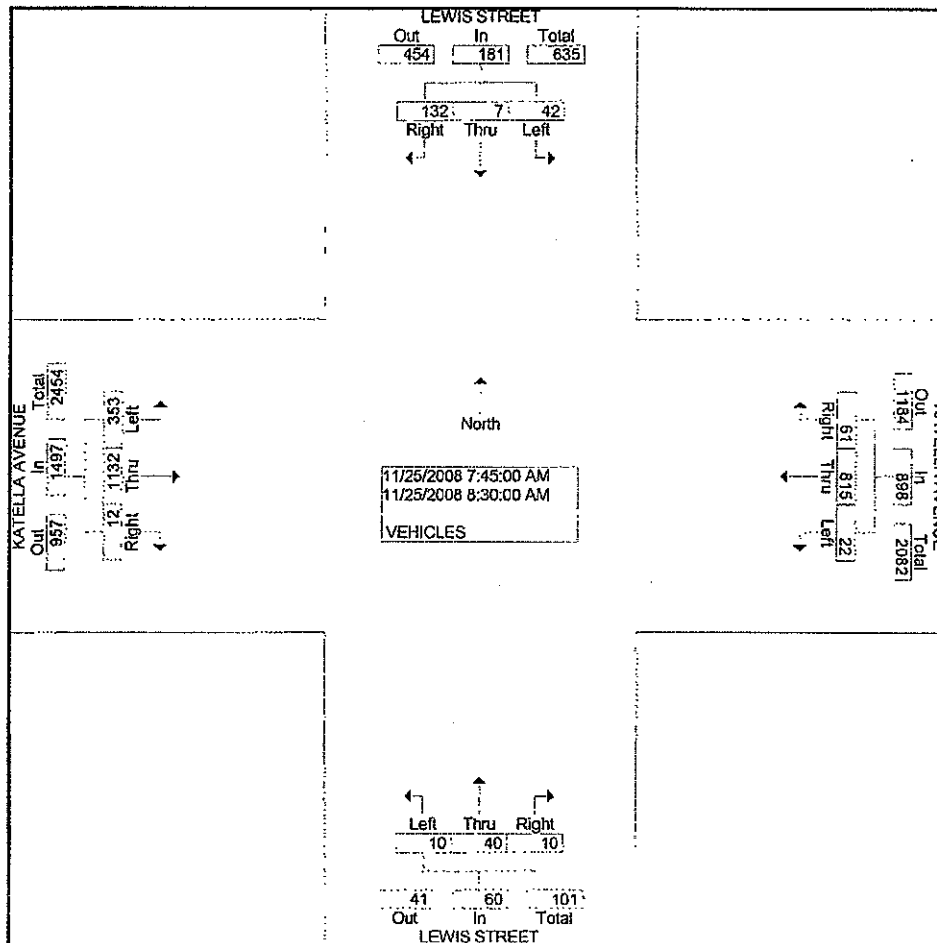 LEWIS STREET
Out In Total
454 181 635
132 7 42
Right Thru Left
KATELLA AVENUE
Out In Total
957 1497 2454
12 1132 353
Right Thru Left
North
11/25/2008 7:45:00 AM
11/25/2008 8:30:00 AM
VEHICLES
Right Thru Left
61 815 22
Out In Total
1184 898 2082
Left Thru Right
10 40 10
41 60 101
Out In Total
LEWIS STREET